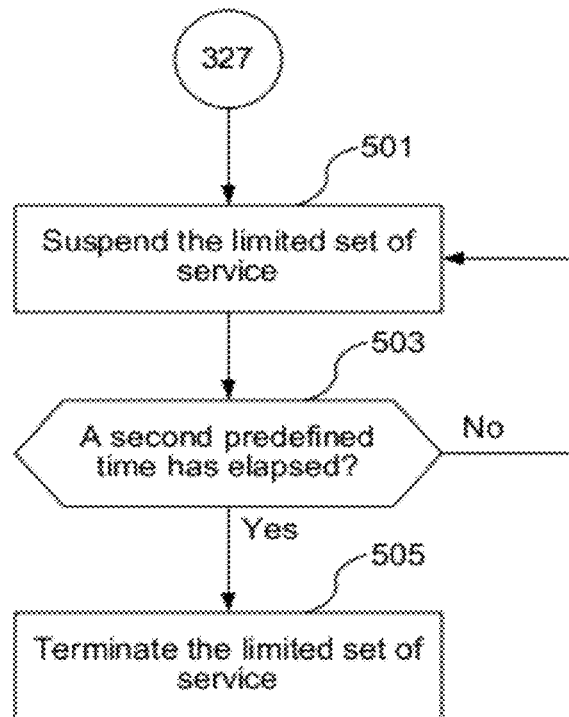 327
501
Suspend the limited set of
service
503
A second predefined
time has elapsed?
No
Yes
505
Terminate the limited set of
service